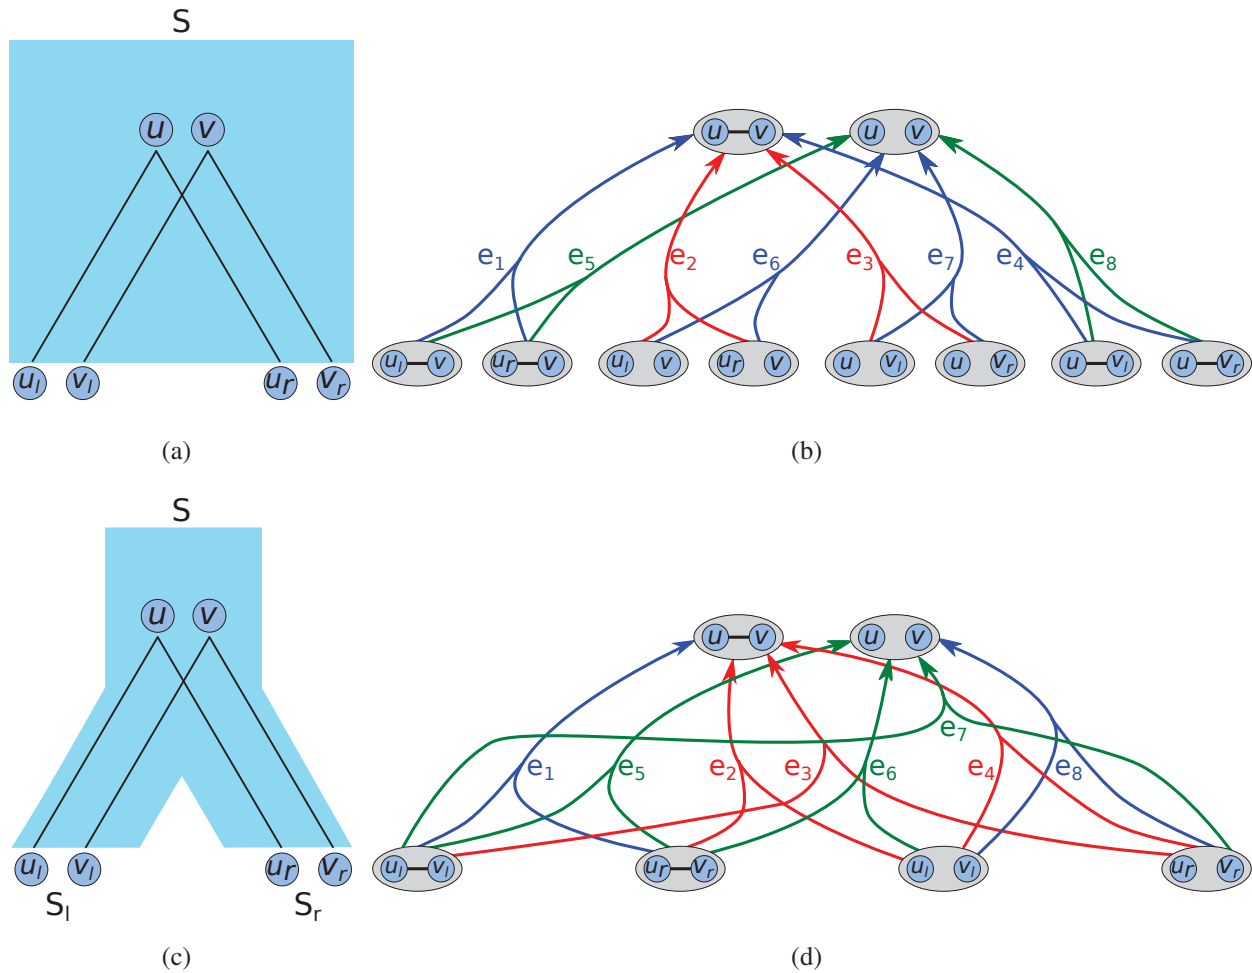 S
u v
u_l v_l u_r v_r
(a)
u v u v
e₁ e₅ e₂ e₆ e₃ e₇ e₄ e₈
u_l v u_r v u_l v u_r v u v_l u v_r u v_l u v_r
(b)
S
u v
u_l v_l u_r v_r
S_l S_r
(c)
u v u v
e₇
e₁ e₅ e₂ e₃ e₆ e₄ e₈
u_l v_l u_r v_r u_l v_l u_r v_r
(d)